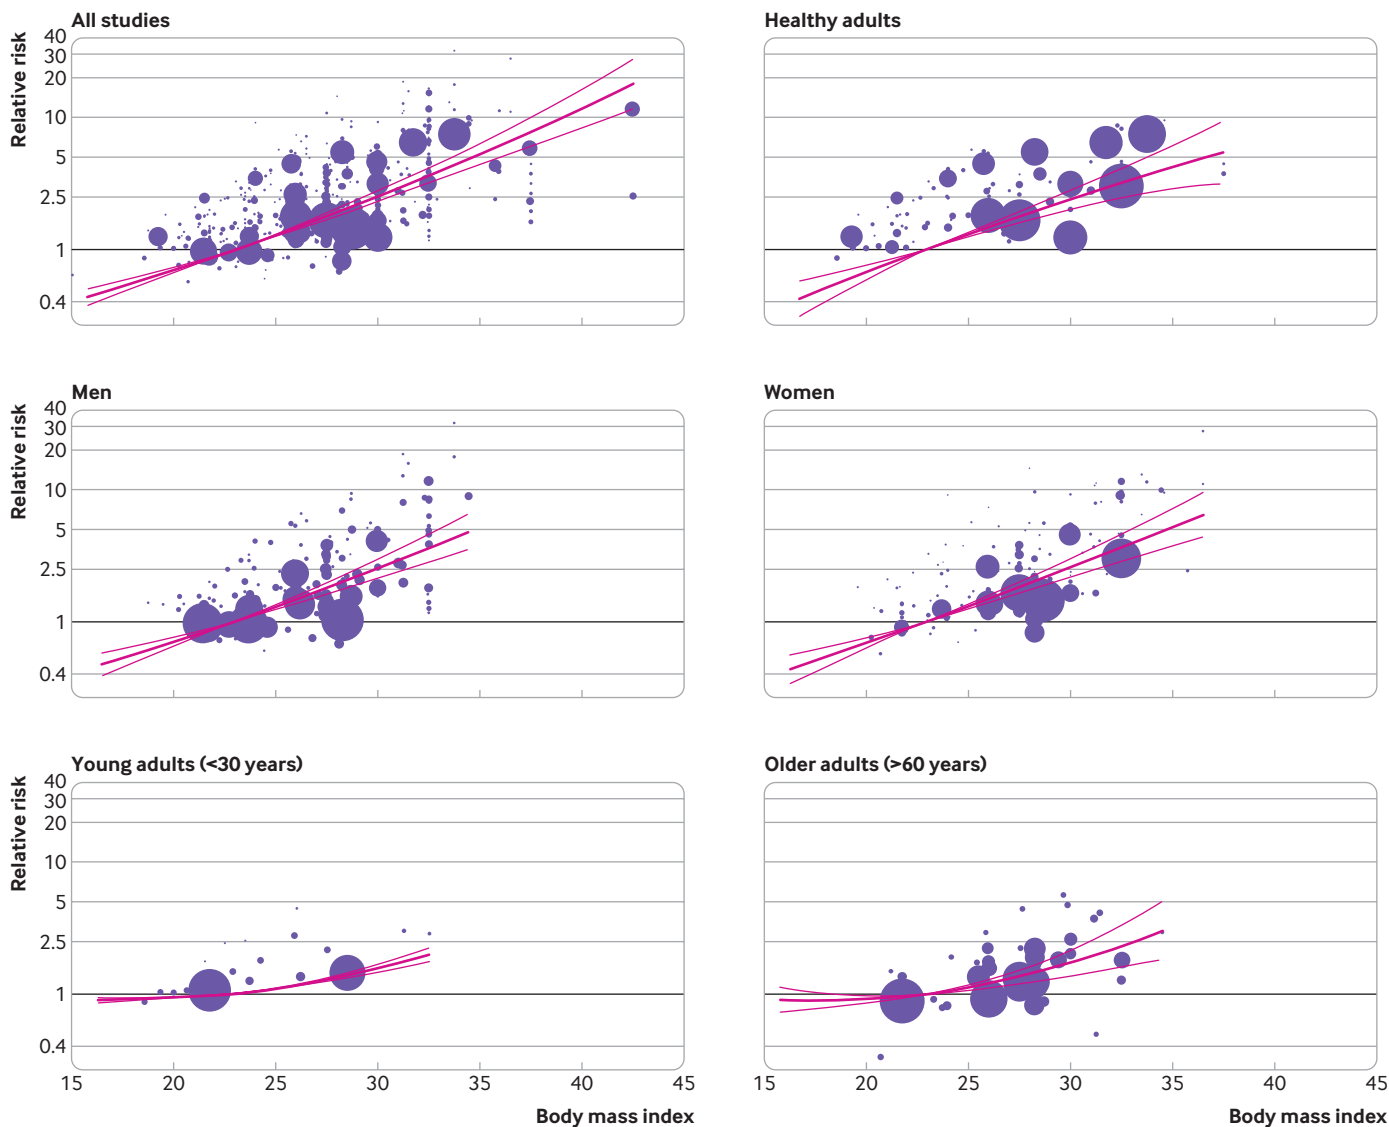 All studies
Healthy adults
Relative risk
40
30
20
10
5
2.5
1
0.4
Men
Women
Relative risk
40
30
20
10
5
2.5
1
0.4
Young adults (<30 years)
Older adults (>60 years)
Relative risk
40
30
20
10
5
2.5
1
0.4
15 20 25 30 35 40 45
15 20 25 30 35 40 45
Body mass index
Body mass index